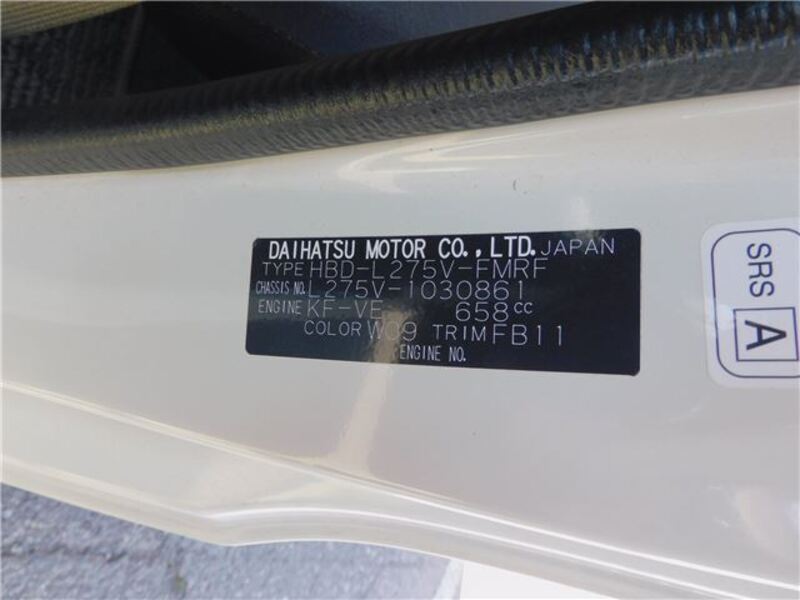 DAIHATSU MOTOR CO., LTD. JAPAN
TYPE HBD-L275V-FMRF
CHASSIS NO. L275V-1030861
ENGINE KF-VE 658cc
COLOR W09 TRIM FB11
ENGINE NO.
SRS
A